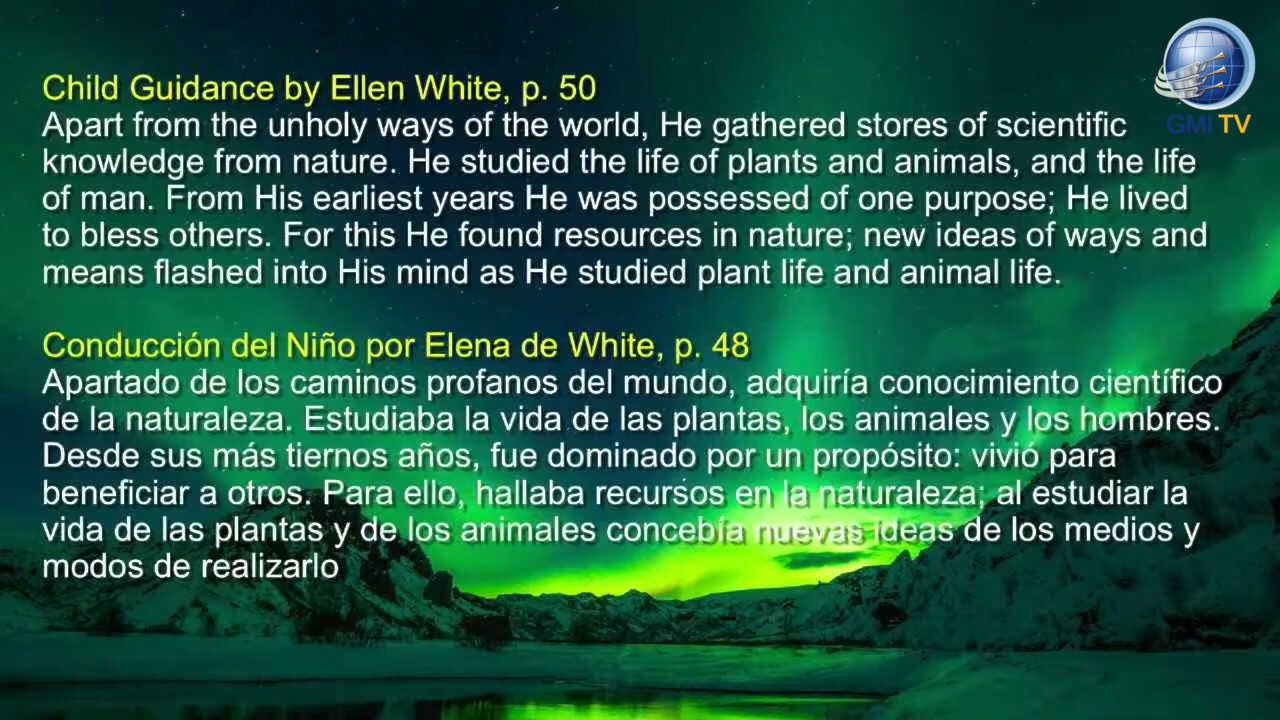 Child Guidance by Ellen White, p. 50
Apart from the unholy ways of the world, He gathered stores of scientific
knowledge from nature. He studied the life of plants and animals, and the life
of man. From His earliest years He was possessed of one purpose; He lived
to bless others. For this He found resources in nature; new ideas of ways and
means flashed into His mind as He studied plant life and animal life.
Conducción del Niño por Elena de White, p. 48
Apartado de los caminos profanos del mundo, adquiría conocimiento científico
de la naturaleza. Estudiaba la vida de las plantas, los animales y los hombres.
Desde sus más tiernos años, fue dominado por un propósito: vivió para
beneficiar a otros. Para ello, hallaba recursos en la naturaleza; al estudiar la
vida de las plantas y de los animales concebía nuevas ideas de los medios y
modos de realizarlo
GMI TV